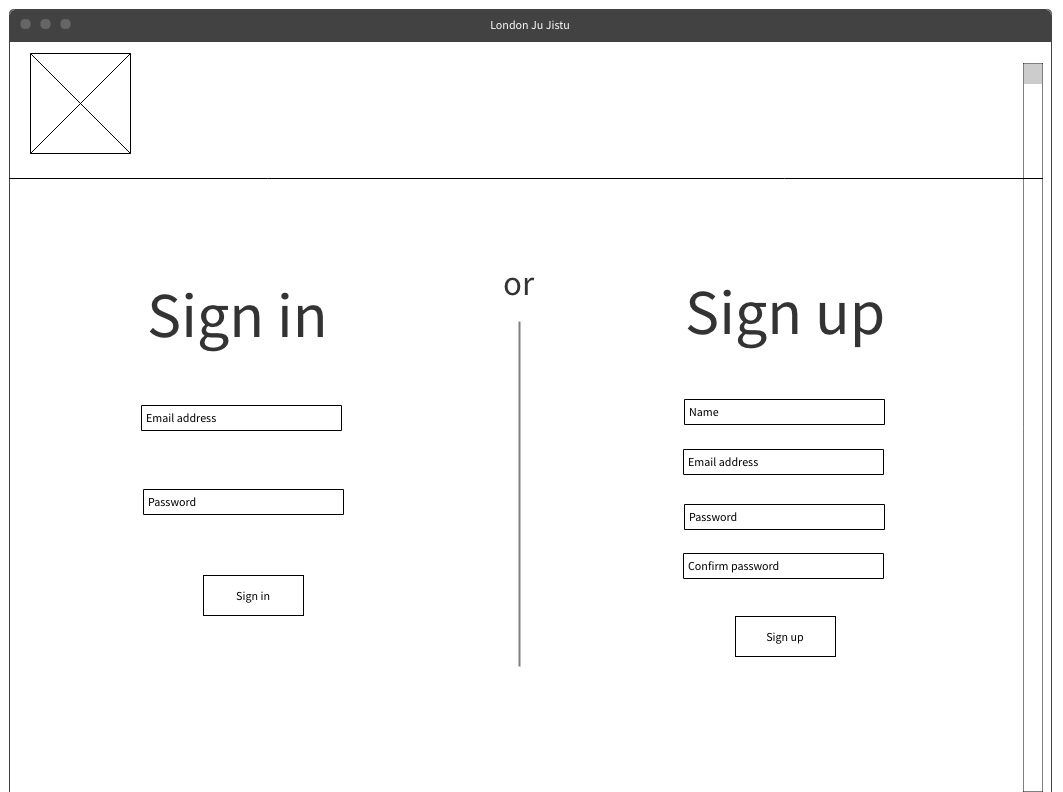 London Ju Jistu
Sign in
Email address
Password
Sign in
or
Sign up
Name
Email address
Password
Confirm password
Sign up